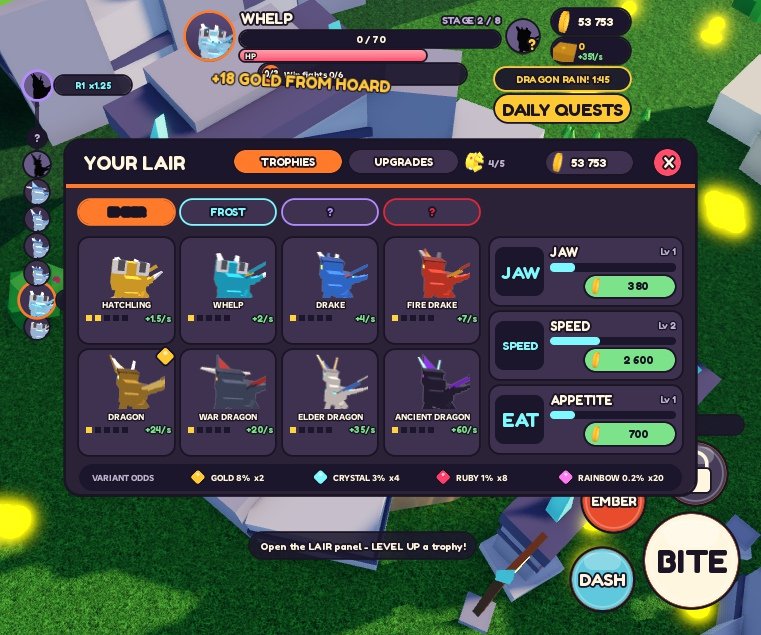 WHELP
STAGE 2 / 8
0 / 70
HP
Win fights 0/6
+18 GOLD FROM HOARD
?
53 753
0
+351/s
DRAGON RAIN! 1:45
DAILY QUESTS
R1 x1.25
?
YOUR LAIR
TROPHIES
UPGRADES
4/5
53 753
X
FROST
?
?
HATCHLING
+1.5/s
WHELP
+2/s
DRAKE
+4/s
FIRE DRAKE
+7/s
DRAGON
+24/s
WAR DRAGON
+20/s
ELDER DRAGON
+35/s
ANCIENT DRAGON
+60/s
JAW
JAW
Lv 1
380
SPEED
SPEED
Lv 2
2 600
EAT
APPETITE
Lv 1
700
VARIANT ODDS
GOLD 8% x2
CRYSTAL 3% x4
RUBY 1% x8
RAINBOW 0.2% x20
Open the LAIR panel - LEVEL UP a trophy!
EMBER
DASH
BITE